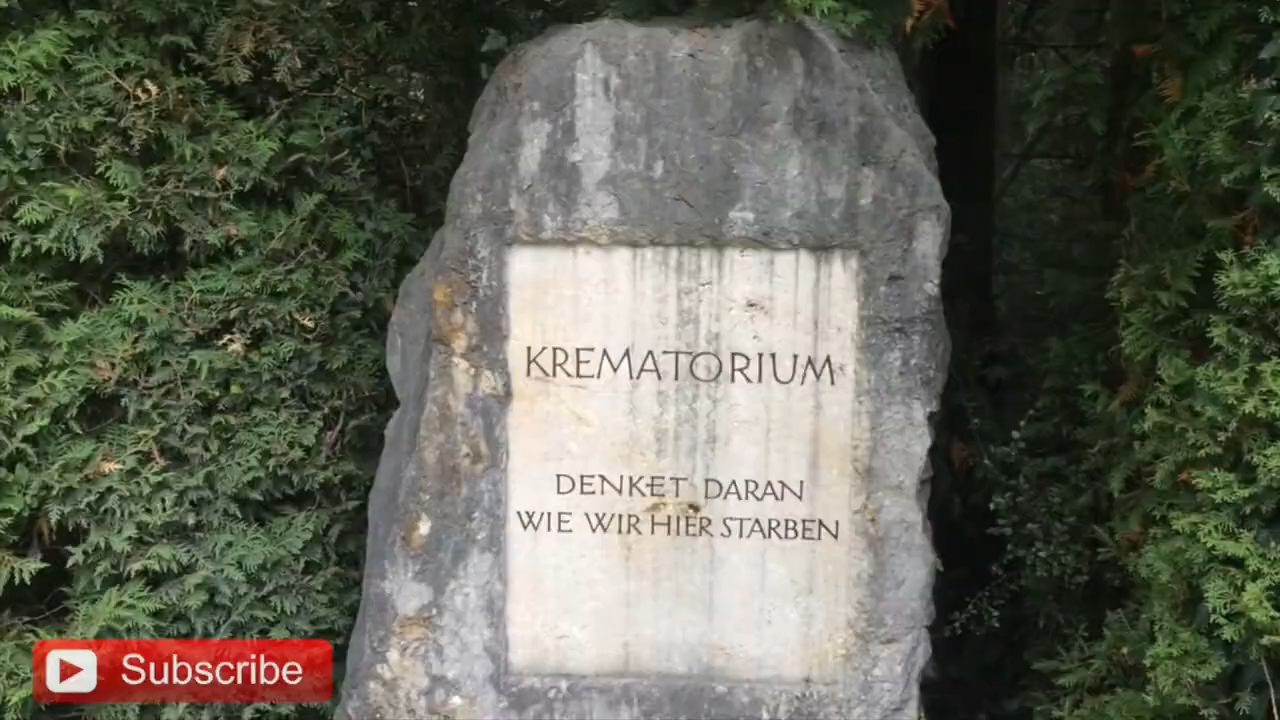 KREMATORIUM
DENKET DARAN
WIE WIR HIER STARBEN
Subscribe